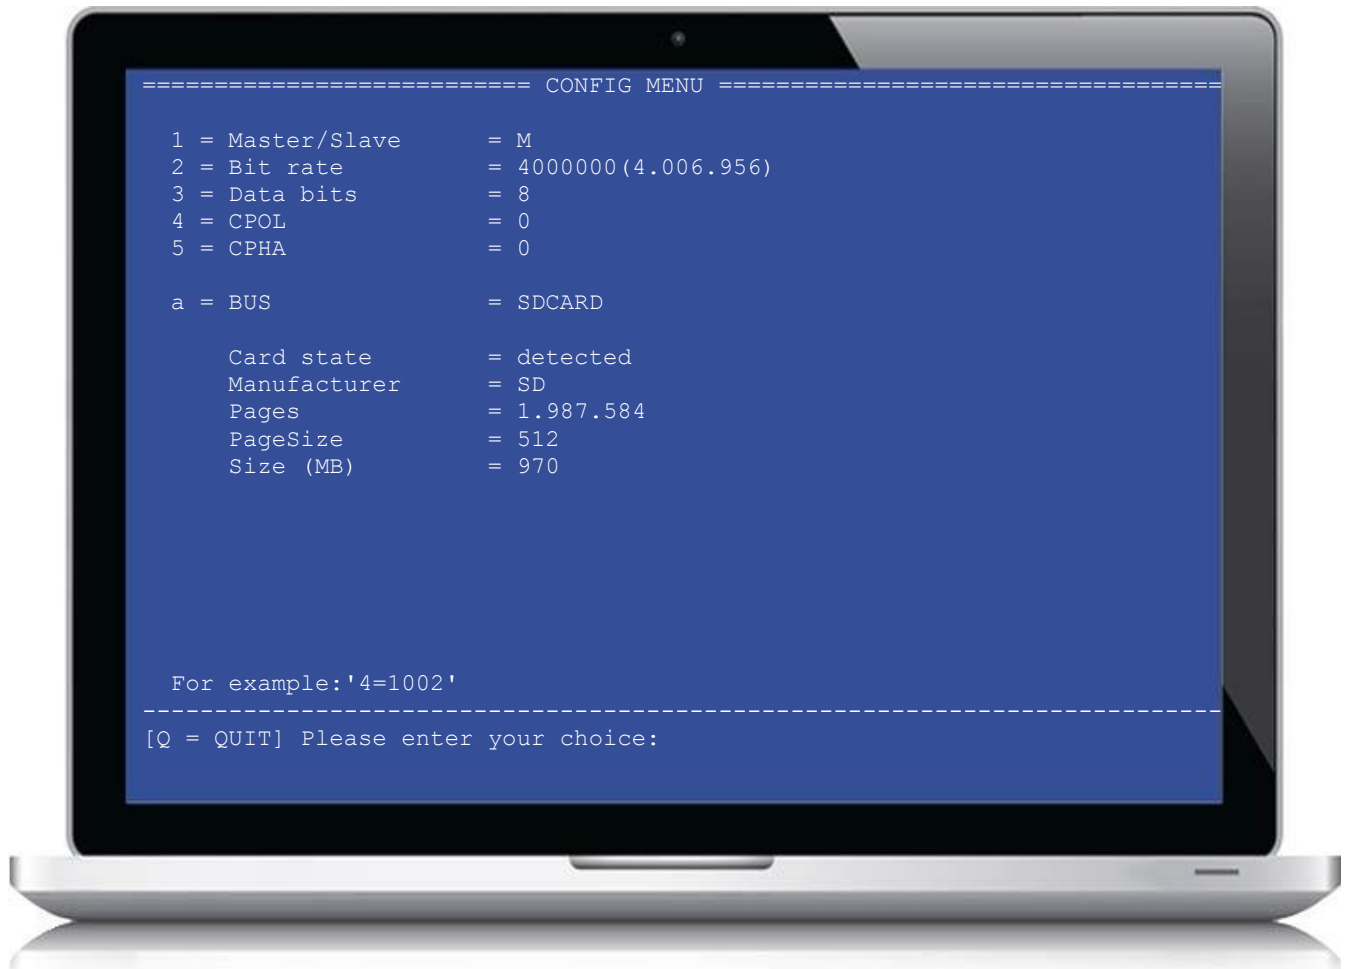 =========================== CONFIG MENU ===================================
1 = Master/Slave = M
2 = Bit rate = 4000000(4.006.956)
3 = Data bits = 8
4 = CPOL = 0
5 = CPHA = 0
a = BUS = SDCARD
Card state = detected
Manufacturer = SD
Pages = 1.987.584
PageSize = 512
Size (MB) = 970
For example:'4=1002'
---------------------------------------------------------------------------
[Q = QUIT] Please enter your choice: